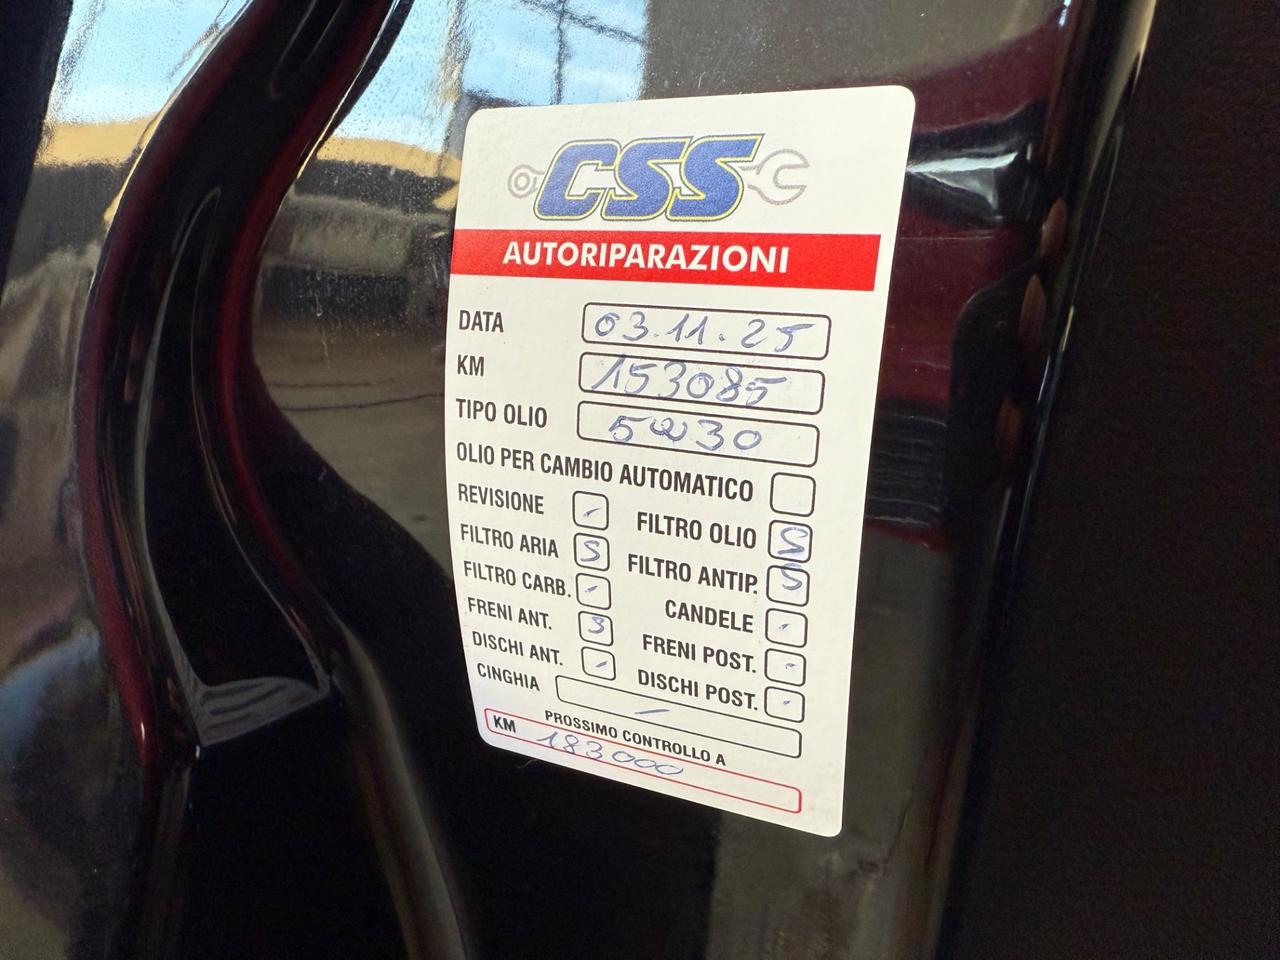 CSS
AUTORIPARAZIONI
DATA 03.11.25
KM 153085
TIPO OLIO 5W30
OLIO PER CAMBIO AUTOMATICO
REVISIONE - FILTRO OLIO S
FILTRO ARIA S FILTRO ANTIP. S
FILTRO CARB. - CANDELE -
FRENI ANT. S FRENI POST. -
DISCHI ANT. - DISCHI POST. -
CINGHIA -
PROSSIMO CONTROLLO A
KM 183000